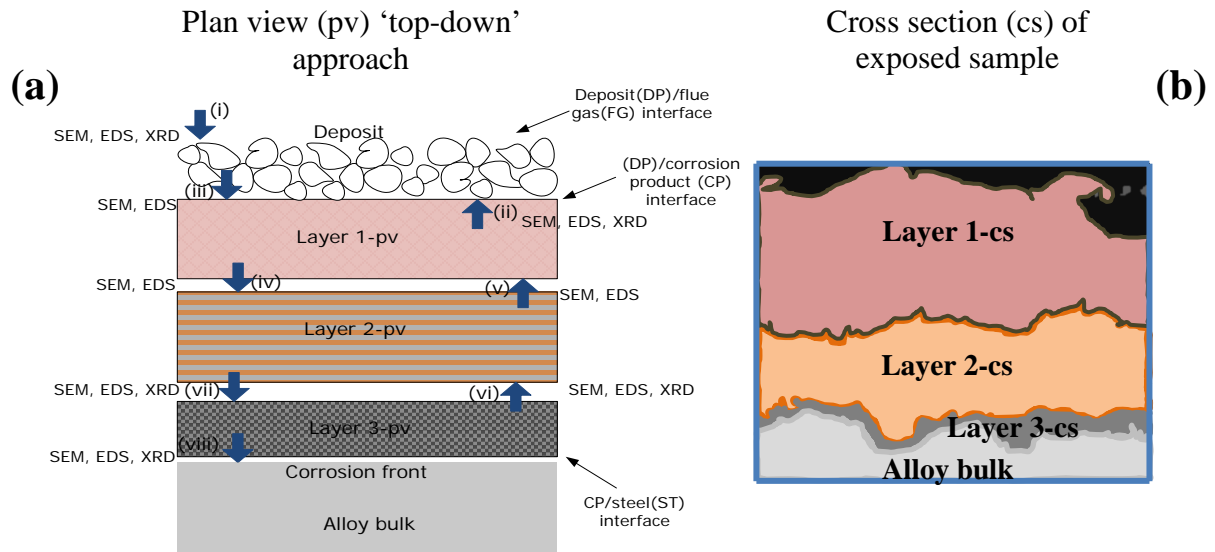 Plan view (pv) ‘top-down’
approach
Cross section (cs) of
exposed sample
(a)
(b)
(i)
SEM, EDS, XRD
Deposit
Deposit(DP)/flue
gas(FG) interface
(DP)/corrosion
product (CP)
interface
(iii)
SEM, EDS
(ii)
SEM, EDS, XRD
Layer 1-pv
(iv)
SEM, EDS
(v)
SEM, EDS
Layer 2-pv
SEM, EDS, XRD
(vii)
(vi)
SEM, EDS, XRD
Layer 3-pv
(viii)
SEM, EDS, XRD
Corrosion front
CP/steel(ST)
interface
Alloy bulk
Layer 1-cs
Layer 2-cs
Layer 3-cs
Alloy bulk